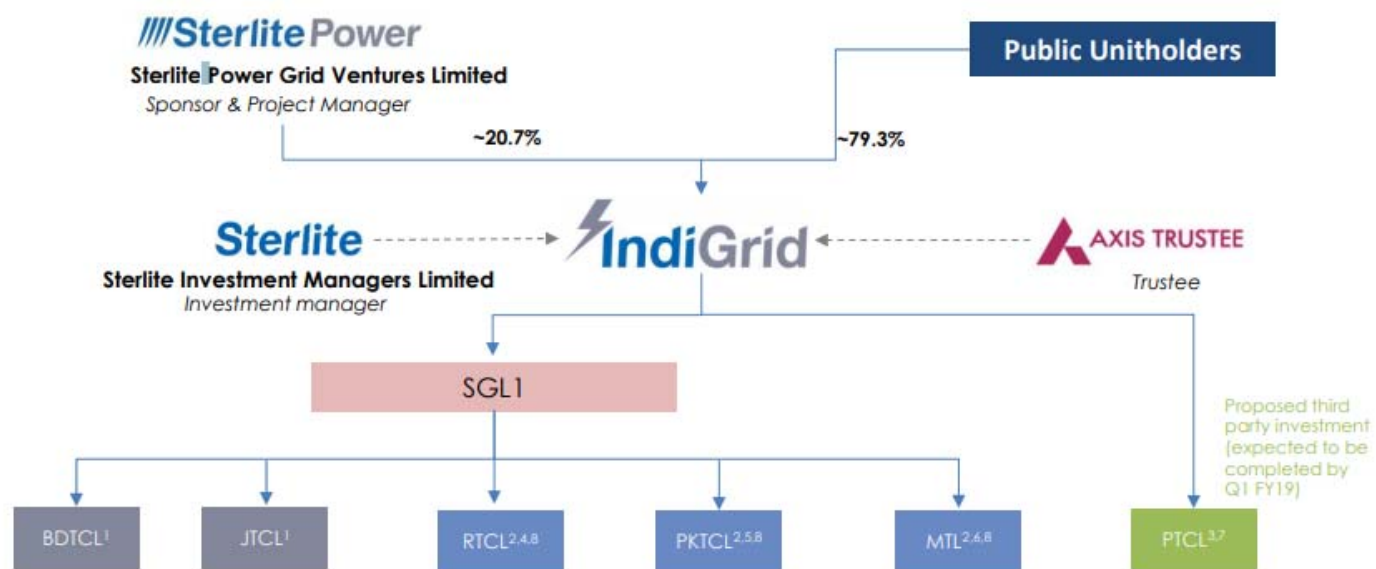 Sterlite Power
Sterlite Power Grid Ventures Limited
Sponsor & Project Manager
Public Unitholders
~20.7%
~79.3%
Sterlite
Sterlite Investment Managers Limited
Investment manager
IndiGrid
AXIS TRUSTEE
Trustee
SGL1
Proposed third
party investment
(expected to be
completed by
Q1 FY19)
BDTCL¹
JTCL¹
RTCL²,⁴,⁸
PKTCL²,⁵,⁸
MTL²,⁶,⁸
PTCL³,⁷